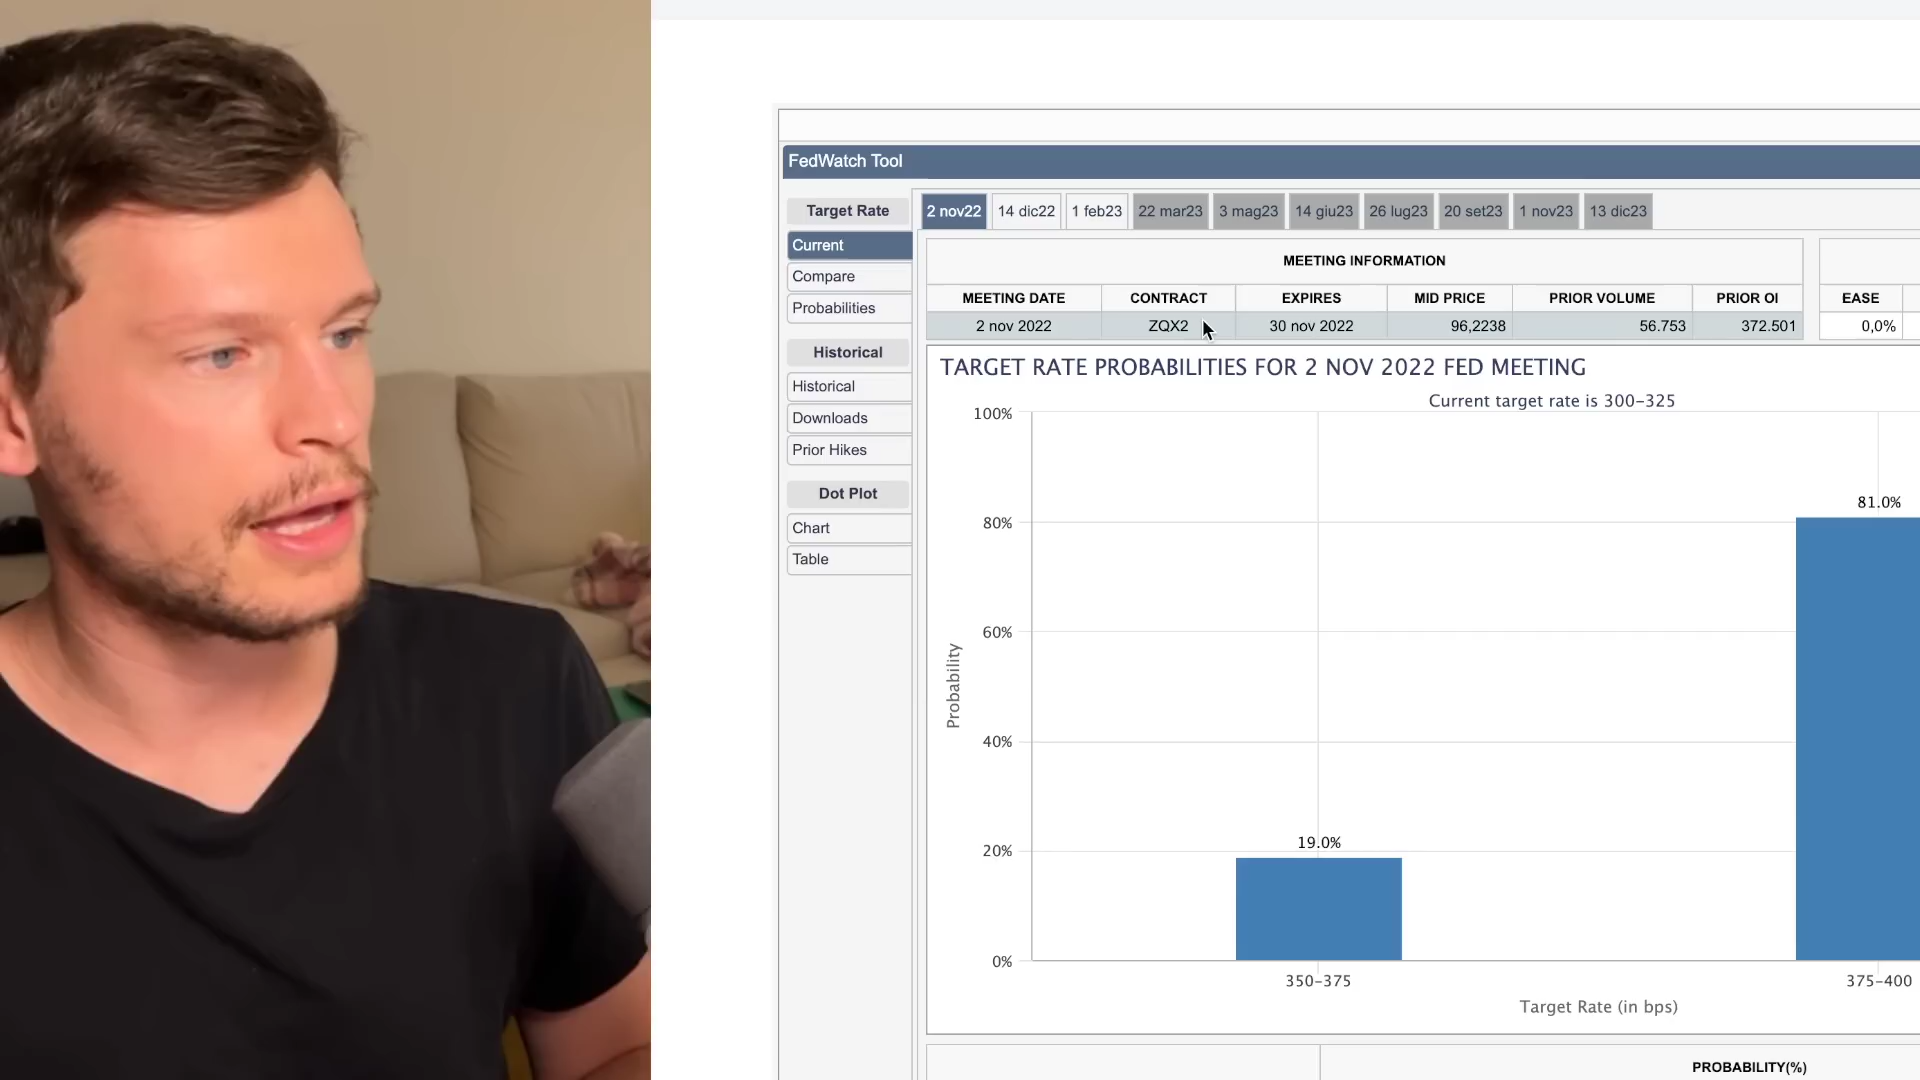 FedWatch Tool
Target Rate
Current
Compare
Probabilities
Historical
Historical
Downloads
Prior Hikes
Dot Plot
Chart
Table
2 nov22 14 dic22 1 feb23 22 mar23 3 mag23 14 giu23 26 lug23 20 set23 1 nov23 13 dic23
MEETING INFORMATION
MEETING DATE CONTRACT EXPIRES MID PRICE PRIOR VOLUME PRIOR OI
2 nov 2022 ZQX2 30 nov 2022 96,2238 56.753 372.501
EASE
0,0%
TARGET RATE PROBABILITIES FOR 2 NOV 2022 FED MEETING
Current target rate is 300–325
100%
80%
60%
40%
20%
0%
Probability
19.0%
81.0%
350–375
375–400
Target Rate (in bps)
PROBABILITY(%)